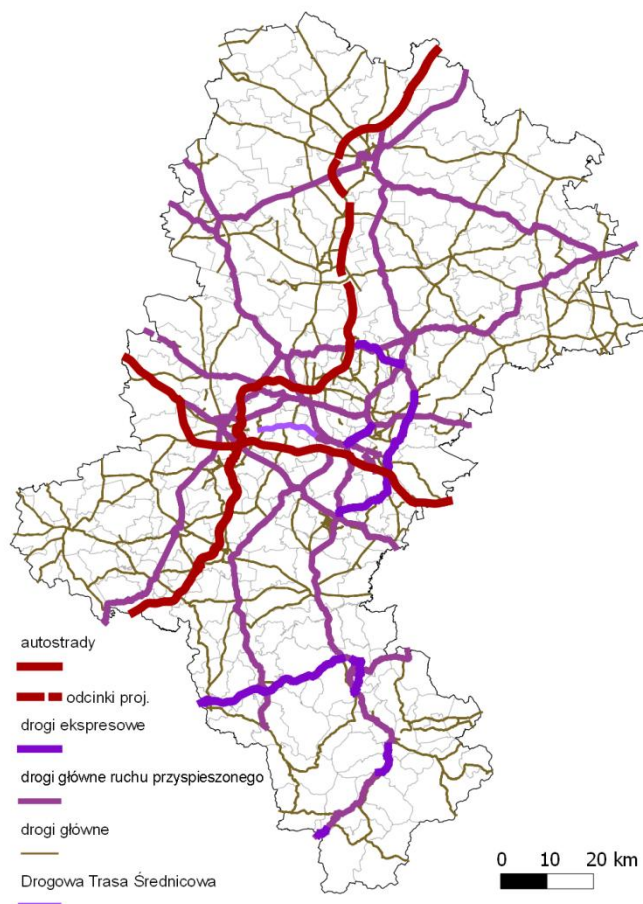 autostrady
odcinki proj.
drogi ekspresowe
drogi główne ruchu przyspieszonego
drogi główne
Drogowa Trasa Średnicowa
0 10 20 km